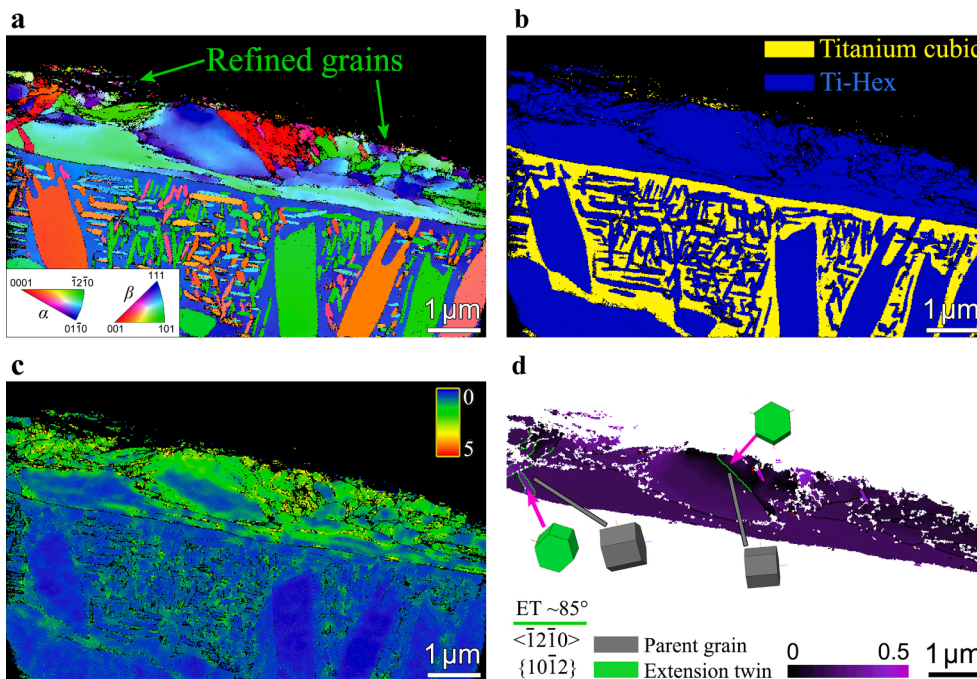 a
Refined grains
0001 1̄21̄0
α
011̄0
111
β
001 101
1 µm
b
Titanium cubic
Ti-Hex
1 µm
c
0
5
1 µm
d
ET ~85°
<1̄21̄0>
{101̄2}
Parent grain
Extension twin
0 0.5
1 µm